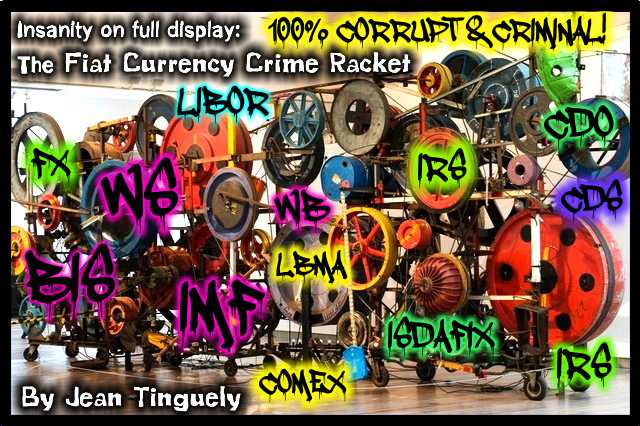 Insanity on full display:
100% CORRUPT & CRIMINAL!
The Fiat Currency Crime Racket
LIBOR
CDO
FX
WS
IRS
WB
CDS
LBMA
BIS
IMF
ISDAFIX
IRS
COMEX
By Jean Tinguely